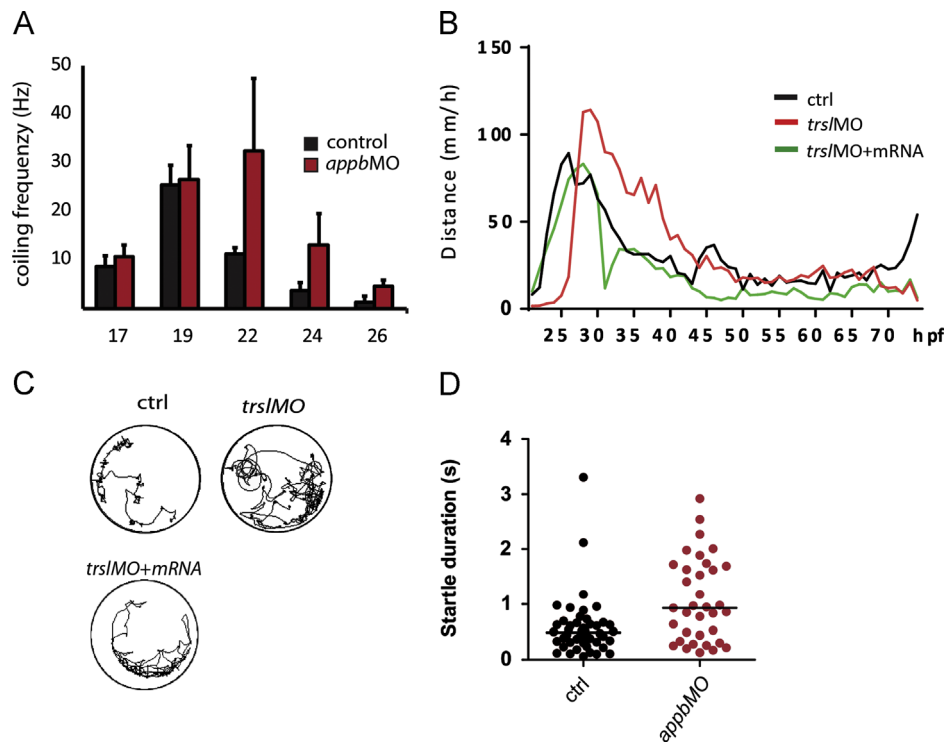 A
coiling frequenzy (Hz)
50
40
30
20
10
17 19 22 24 26
control
appbMO
B
Distance (mm/h)
150
100
50
0
25 30 35 40 45 50 55 60 65 70 hpf
ctrl
trslMO
trslMO+mRNA
C
ctrl
trslMO
trslMO+mRNA
D
Startle duration (s)
4
3
2
1
0
ctrl
appbMO